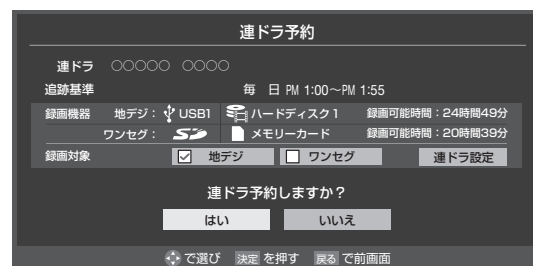 連ドラ予約
連ドラ ○○○○○ ○○○○
追跡基準 毎 日 PM 1:00～PM 1:55
録画機器 地デジ： USB1 ハードディスク1 録画可能時間：24時間49分
ワンセグ： SD メモリーカード 録画可能時間：20時間39分
録画対象 地デジ ワンセグ 連ドラ設定
連ドラ予約しますか？
はい いいえ
で選び 決定 を押す 戻る で前画面